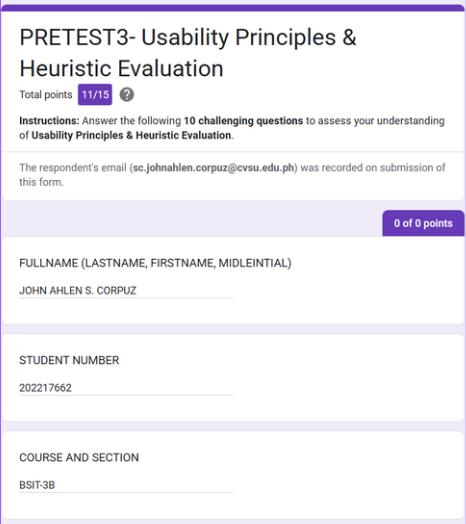 PRETEST3- Usability Principles &
Heuristic Evaluation
Total points 11/15 ?
Instructions: Answer the following 10 challenging questions to assess your understanding
of Usability Principles & Heuristic Evaluation.
The respondent's email (sc.johnahlen.corpuz@cvsu.edu.ph) was recorded on submission of
this form.
0 of 0 points
FULLNAME (LASTNAME, FIRSTNAME, MIDLEINTIAL)
JOHN AHLEN S. CORPUZ
STUDENT NUMBER
202217662
COURSE AND SECTION
BSIT-3B